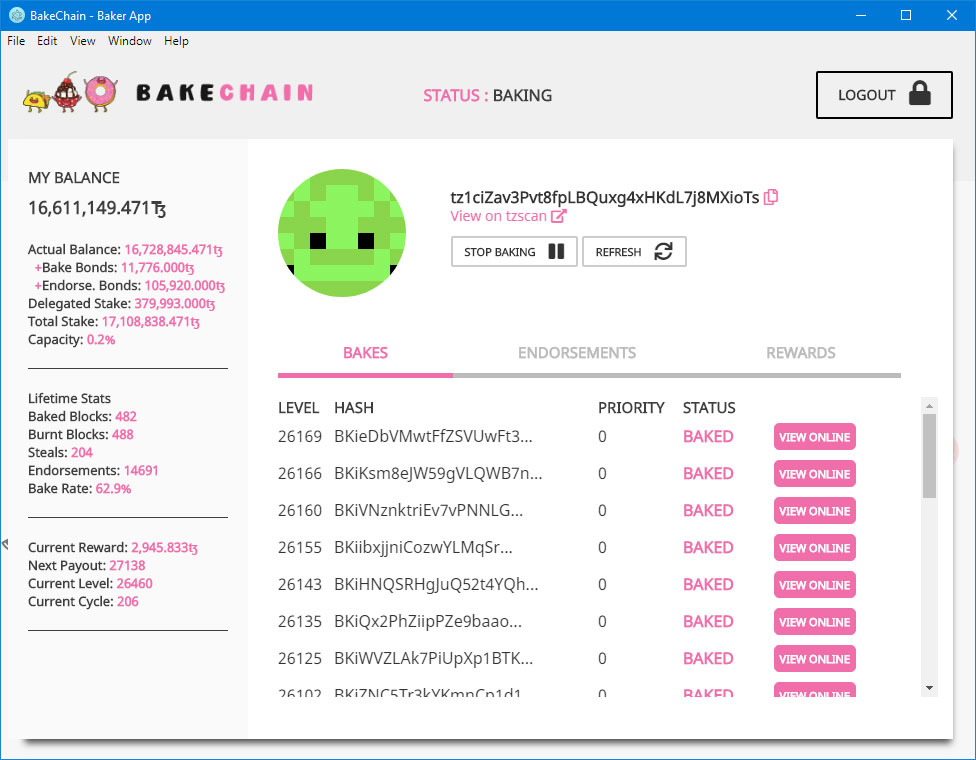 BakeChain - Baker App
File Edit View Window Help
BAKECHAIN
STATUS : BAKING
LOGOUT
MY BALANCE
16,611,149.471ꜩ
Actual Balance: 16,728,845.471ꜩ
+Bake Bonds: 11,776.000ꜩ
+Endorse. Bonds: 105,920.000ꜩ
Delegated Stake: 379,993.000ꜩ
Total Stake: 17,108,838.471ꜩ
Capacity: 0.2%
Lifetime Stats
Baked Blocks: 482
Burnt Blocks: 488
Steals: 204
Endorsements: 14691
Bake Rate: 62.9%
Current Reward: 2,945.833ꜩ
Next Payout: 27138
Current Level: 26460
Current Cycle: 206
tz1ciZav3Pvt8fpLBQuxg4xHKdL7j8MXioTs
View on tzscan
STOP BAKING REFRESH
BAKES ENDORSEMENTS REWARDS
LEVEL HASH PRIORITY STATUS
26169 BKieDbVMwtFfZSVUwFt3... 0 BAKED VIEW ONLINE
26166 BKiKsm8eJW59gVLQWB7n... 0 BAKED VIEW ONLINE
26160 BKiVNznktriEv7vPNNLG... 0 BAKED VIEW ONLINE
26155 BKiibxjjniCozwYLMqSr... 0 BAKED VIEW ONLINE
26143 BKiHNQSRHgJuQ52t4YQh... 0 BAKED VIEW ONLINE
26135 BKiQx2PhZiipPZe9baao... 0 BAKED VIEW ONLINE
26125 BKiWVZLAk7PiUpXp1BTK... 0 BAKED VIEW ONLINE
26102 0 BAKED VIEW ONLINE